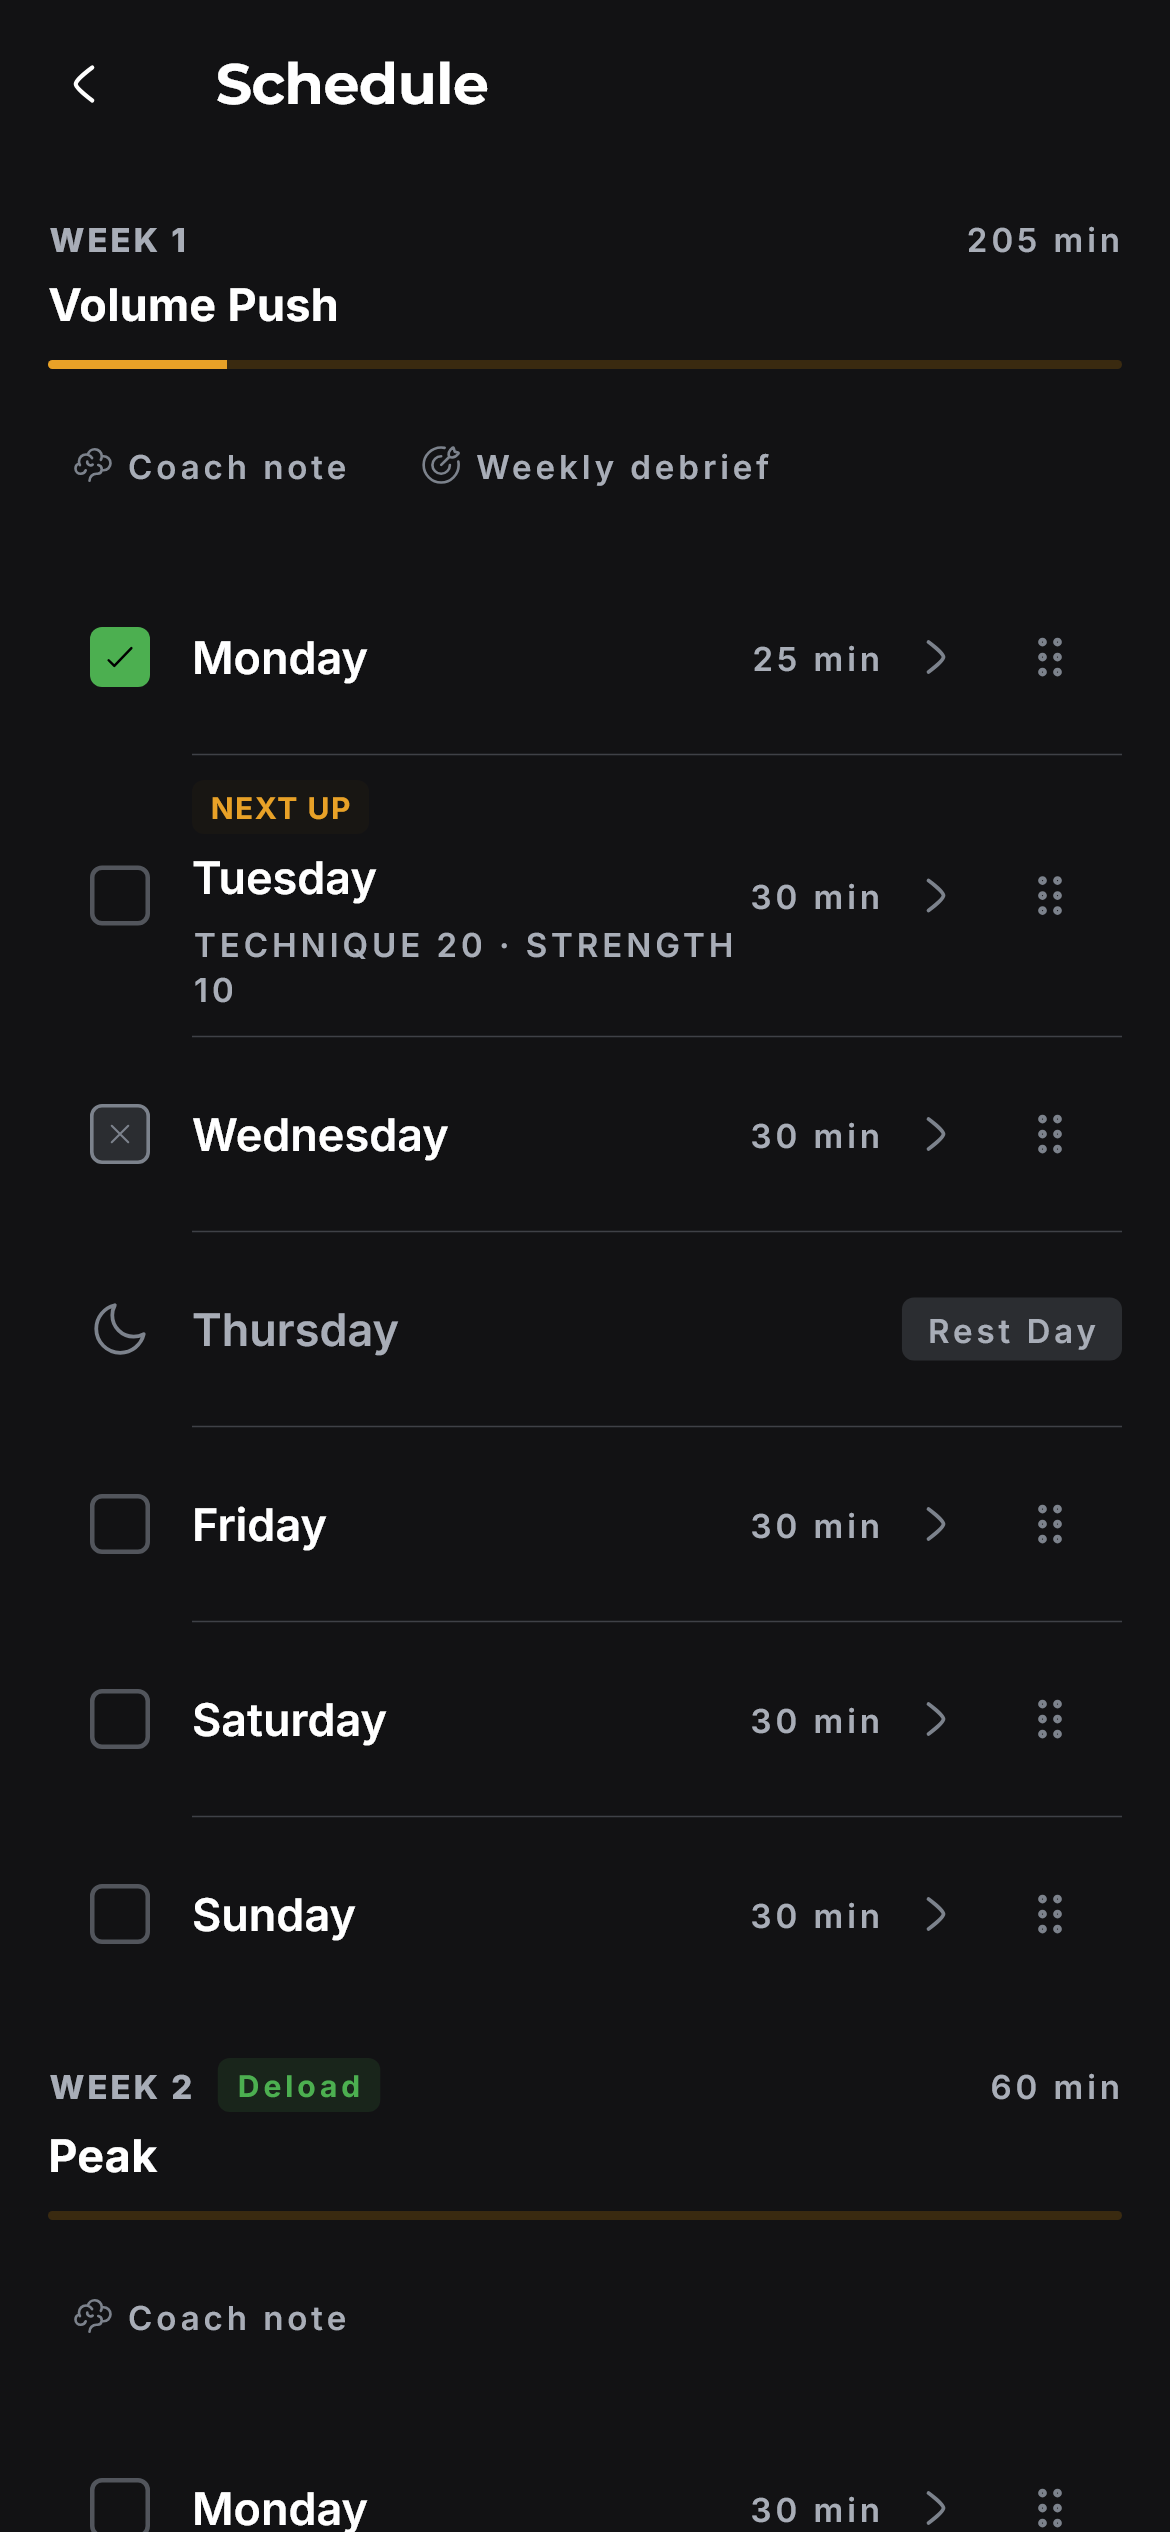 Schedule
WEEK 1
205 min
Volume Push
Coach note
Weekly debrief
Monday
25 min
NEXT UP
Tuesday
30 min
TECHNIQUE 20 · STRENGTH
10
Wednesday
30 min
Thursday
Rest Day
Friday
30 min
Saturday
30 min
Sunday
30 min
WEEK 2
Deload
60 min
Peak
Coach note
Monday
30 min